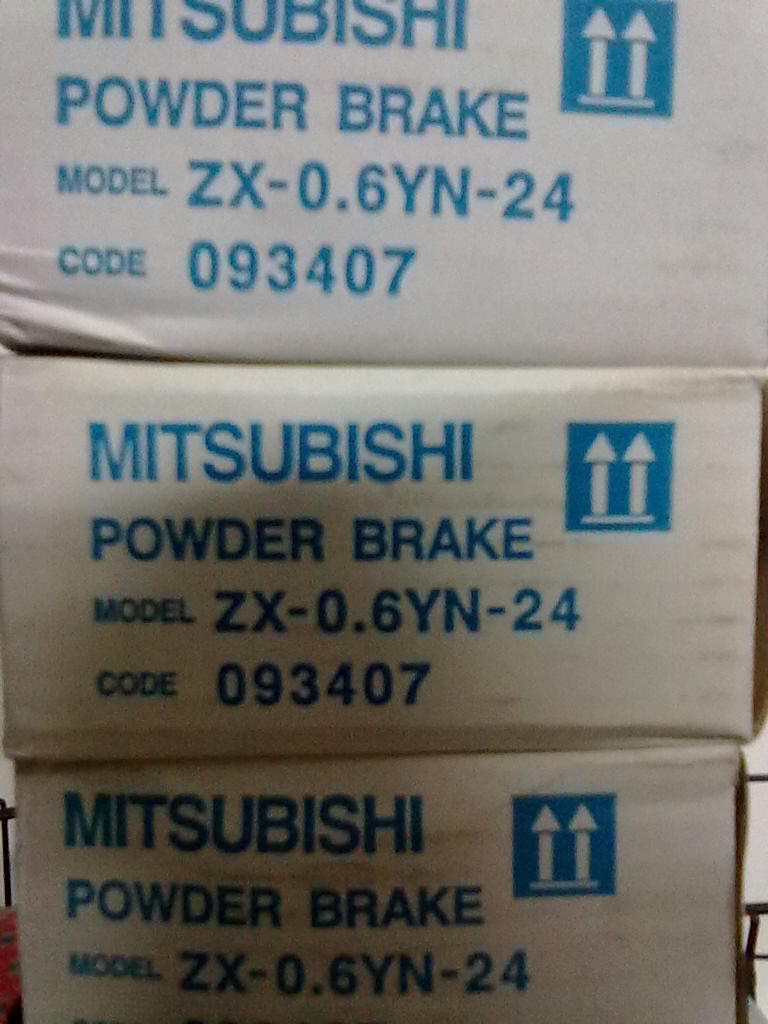 MITSUBISHI
POWDER BRAKE
MODEL ZX-0.6YN-24
CODE 093407
MITSUBISHI
POWDER BRAKE
MODEL ZX-0.6YN-24
CODE 093407
MITSUBISHI
POWDER BRAKE
MODEL ZX-0.6YN-24